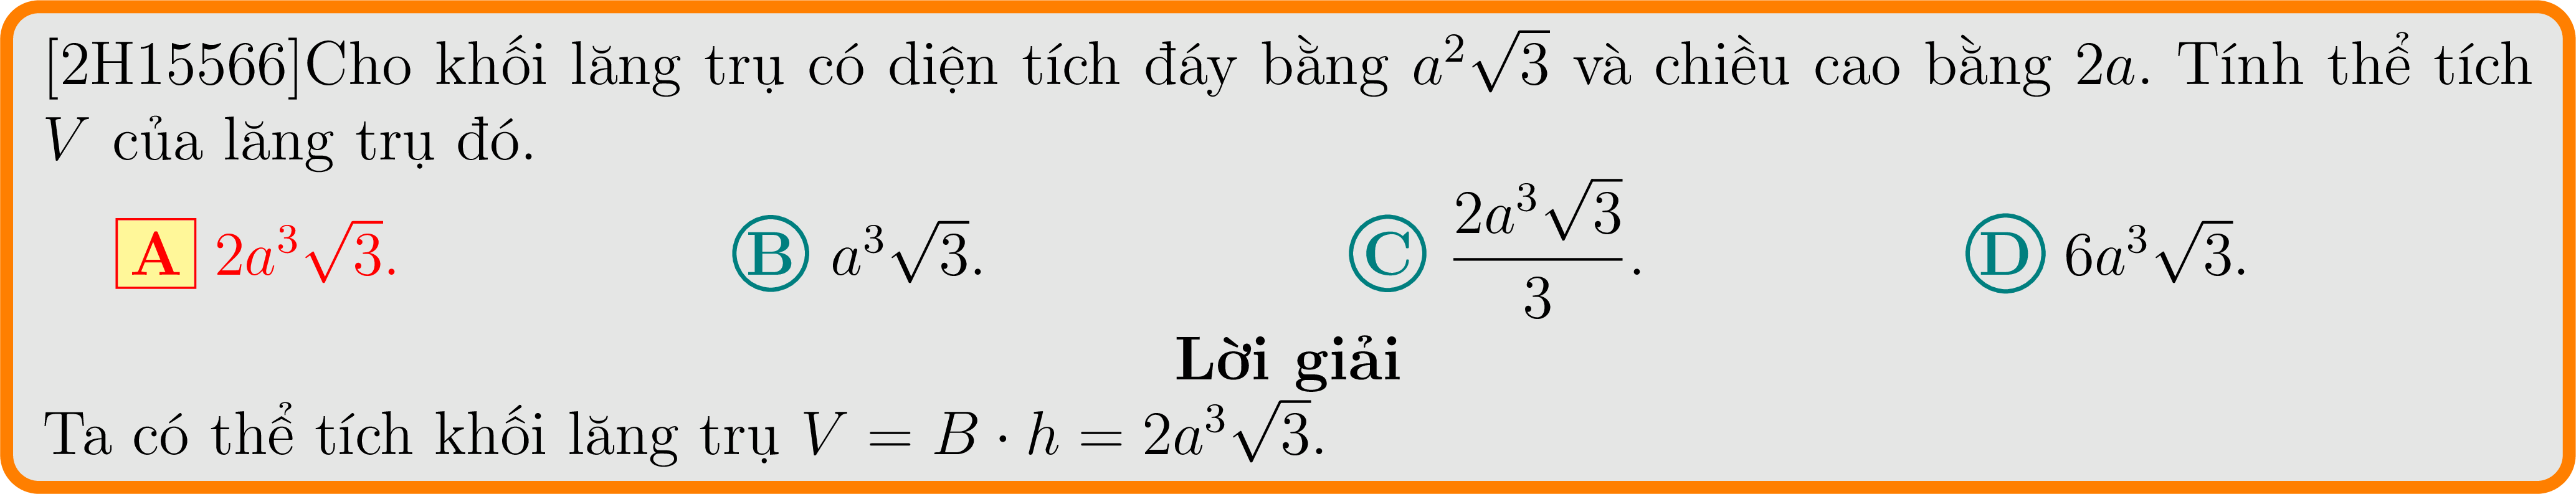 [2H15566]Cho khối lăng trụ có diện tích đáy bằng $a^2\sqrt{3}$ và chiều cao bằng $2a$. Tính thể tích
$V$ của lăng trụ đó.
A $2a^3\sqrt{3}$. B $a^3\sqrt{3}$. C $\dfrac{2a^3\sqrt{3}}{3}$. D $6a^3\sqrt{3}$.
Lời giải
Ta có thể tích khối lăng trụ $V = B \cdot h = 2a^3\sqrt{3}$.